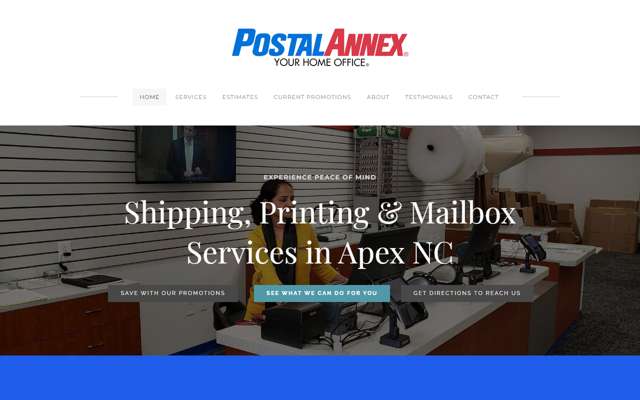 POSTALANNEX®
YOUR HOME OFFICE®
HOME SERVICES ESTIMATES CURRENT PROMOTIONS ABOUT TESTIMONIALS CONTACT
EXPERIENCE PEACE OF MIND
Shipping, Printing & Mailbox
Services in Apex NC
SAVE WITH OUR PROMOTIONS SEE WHAT WE CAN DO FOR YOU GET DIRECTIONS TO REACH US